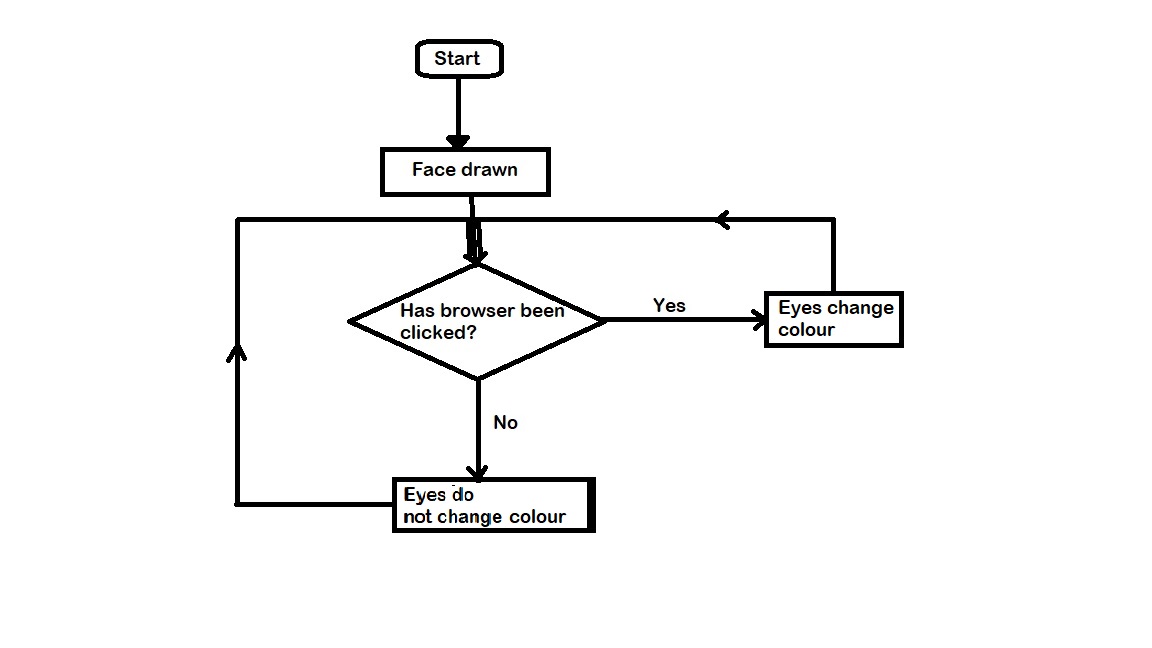 Start
Face drawn
Has browser been
clicked?
Yes
Eyes change
colour
No
Eyes do
not change colour